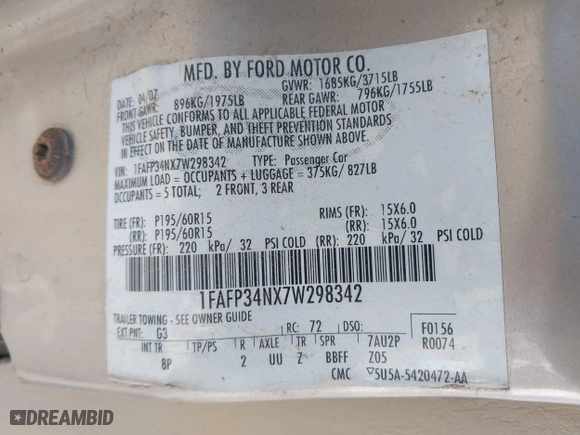 MFD. BY FORD MOTOR CO.
DATE: 04/07 GVWR: 1685KG/3715LB
FRONT GAWR: 896KG/1975LB REAR GAWR: 796KG/1755LB
THIS VEHICLE CONFORMS TO ALL APPLICABLE FEDERAL MOTOR
VEHICLE SAFETY, BUMPER, AND THEFT PREVENTION STANDARDS
IN EFFECT ON THE DATE OF MANUFACTURE SHOWN ABOVE.
VIN: 1FAFP34NX7W298342 TYPE: Passenger Car
MAXIMUM LOAD = OCCUPANTS + LUGGAGE = 375KG/ 827LB
OCCUPANTS = 5 TOTAL; 2 FRONT, 3 REAR
TIRE (FR): P195/60R15 RIMS (FR): 15X6.0
(RR): P195/60R15 (RR): 15X6.0
PRESSURE (FR): 220 kPa/ 32 PSI COLD (RR): 220 kPa/ 32 PSI COLD
1FAFP34NX7W298342
TRAILER TOWING - SEE OWNER GUIDE
EXT PNT: G3 RC: 72 DSO: F0156
INT TR TP/PS R AXLE TR SPR 7AU2P R0074
8P 2 UU Z BBFF Z05
CMC ▽5U5A-5420472-AA
DREAMBID